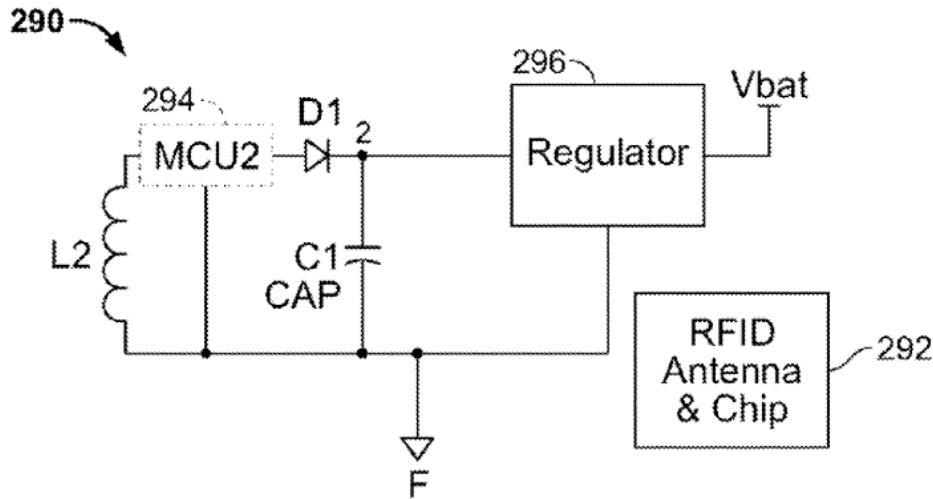 290
294
MCU2
D1
2
296
Regulator
Vbat
L2
C1
CAP
RFID
Antenna
& Chip
292
F